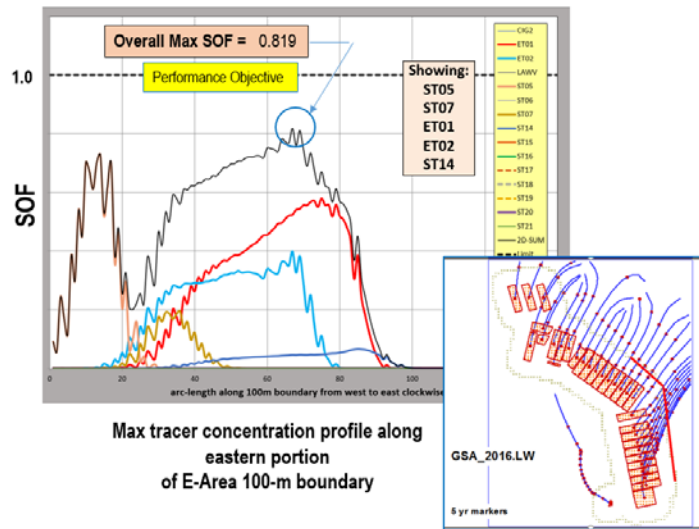 Overall Max SOF = 0.819
1.0
Performance Objective
Showing:
ST05
ST07
ET01
ET02
ST14
CIG2
ET01
ET02
LAWV
ST05
ST06
ST07
ST14
ST15
ST16
ST17
ST18
ST19
ST20
ST21
2D-SUM
Limit
SOF
0
20
40
60
80
100
arc-length along 100m boundary from west to east clockwise
Max tracer concentration profile along
eastern portion
of E-Area 100-m boundary
GSA_2016.LW
5 yr markers